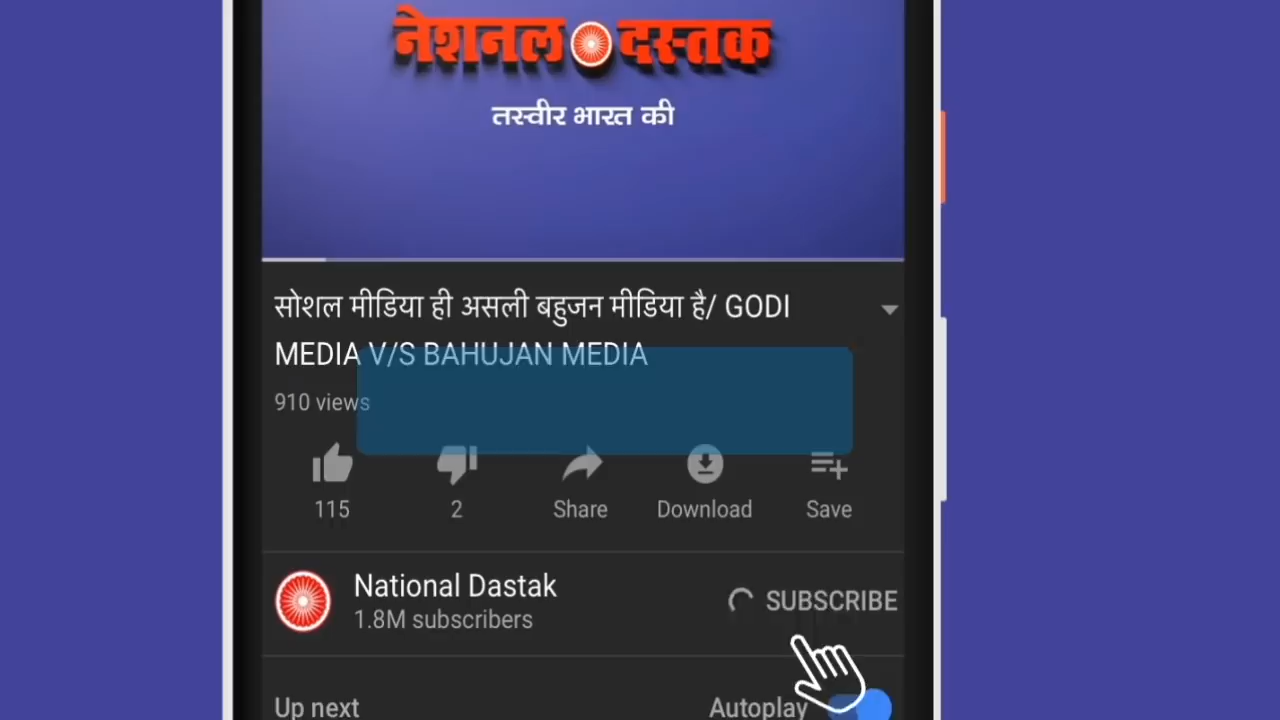 नेशनल दस्तक
तस्वीर भारत की
सोशल मीडिया ही असली बहुजन मीडिया है/ GODI
MEDIA V/S BAHUJAN MEDIA
910 views
115 2 Share Download Save
National Dastak
1.8M subscribers
SUBSCRIBE
Up next Autoplay